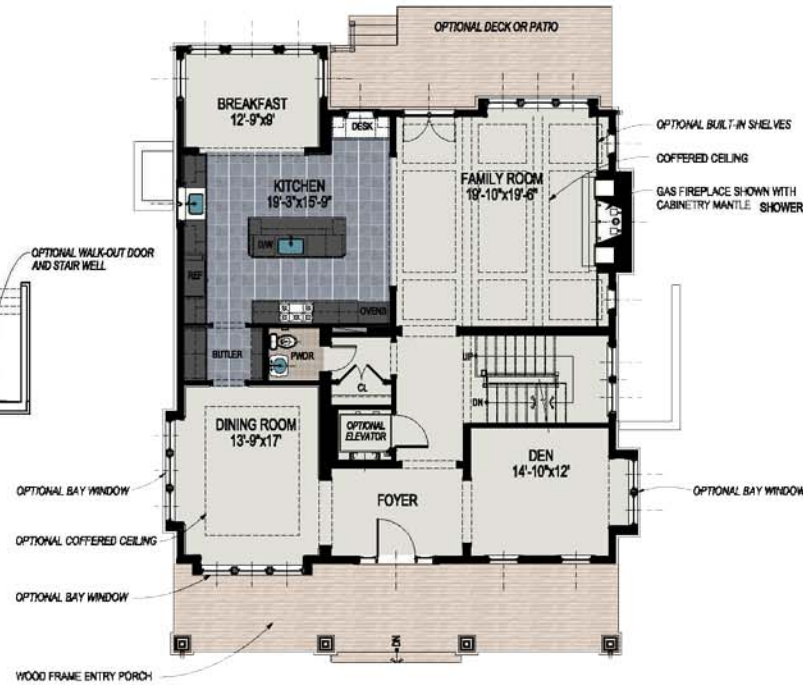 OPTIONAL DECK OR PATIO
BREAKFAST
12'-9"x9'
DESK
OPTIONAL BUILT-IN SHELVES
COFFERED CEILING
KITCHEN
19'-3"x15'-9"
FAMILY ROOM
19'-10"x19'-6"
GAS FIREPLACE SHOWN WITH
CABINETRY MANTLE SHOWER
D/W
OPTIONAL WALK-OUT DOOR
AND STAIR WELL
REF
OVENS
BUTLER
PWDR
UP
CL
DN
OPTIONAL
ELEVATOR
DINING ROOM
13'-9"x17'
DEN
14'-10"x12'
FOYER
OPTIONAL BAY WINDOW
OPTIONAL BAY WINDOW
OPTIONAL COFFERED CEILING
OPTIONAL BAY WINDOW
DN
WOOD FRAME ENTRY PORCH